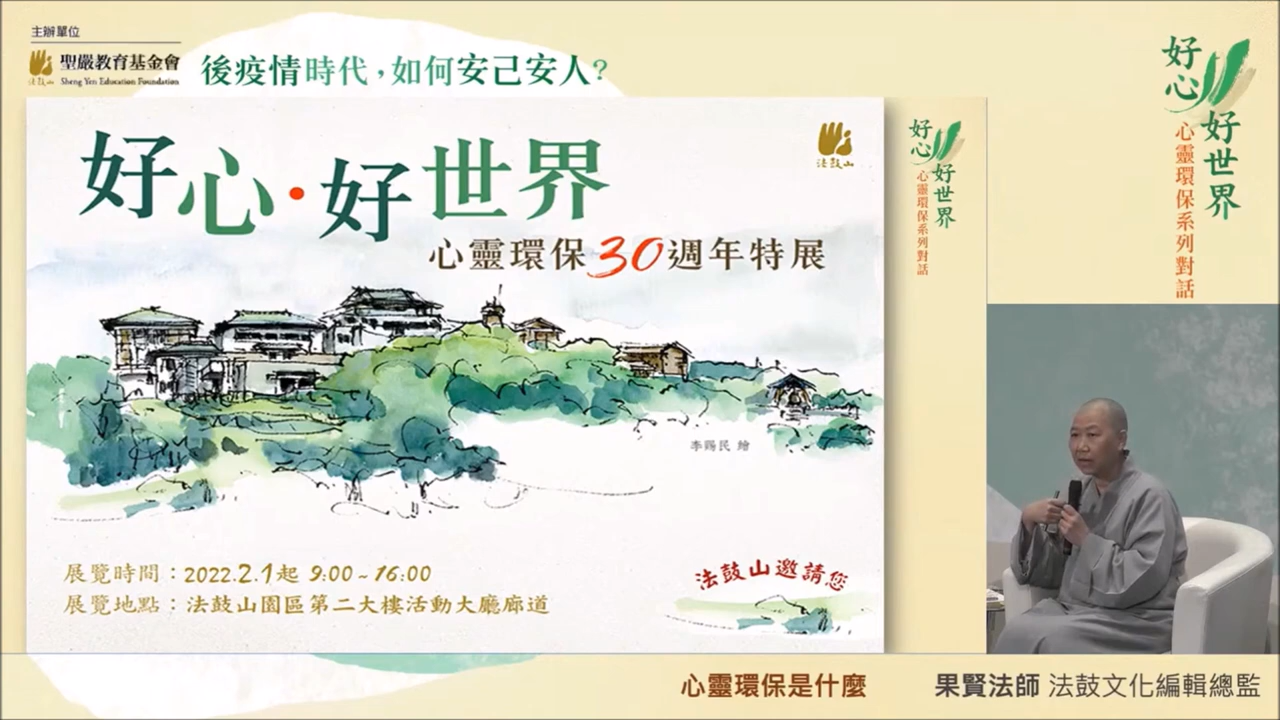 主辦單位
法鼓山
聖嚴教育基金會
Sheng Yen Education Foundation
後疫情時代，如何安己安人？
好心·好世界
法鼓山
心靈環保30週年特展
李賜民 繪
展覽時間：2022.2.1起 9:00~16:00
展覽地點：法鼓山園區第二大樓活動大廳廊道
法鼓山邀請您
好心
好世界
心靈環保系列對話
好心
好世界
心靈環保系列對話
心靈環保是什麼
果賢法師 法鼓文化編輯總監